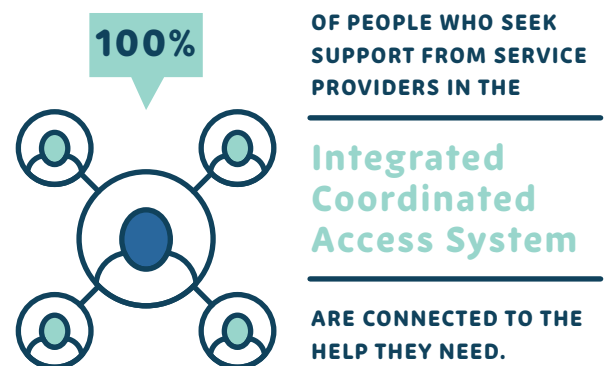 100%
OF PEOPLE WHO SEEK
SUPPORT FROM SERVICE
PROVIDERS IN THE
Integrated
Coordinated
Access System
ARE CONNECTED TO THE
HELP THEY NEED.